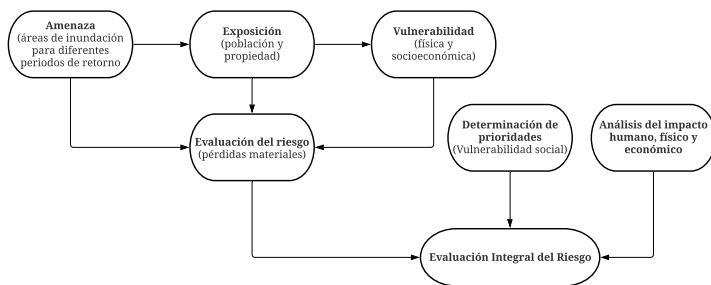 Amenaza
(áreas de inundación
para diferentes
periodos de retorno
Exposición
(población y
propiedad)
Vulnerabilidad
(física y
socioeconómica)
Evaluación del riesgo
(pérdidas materiales)
Determinación de
prioridades
(Vulnerabilidad social)
Análisis del impacto
humano, físico y
económico
Evaluación Integral del Riesgo